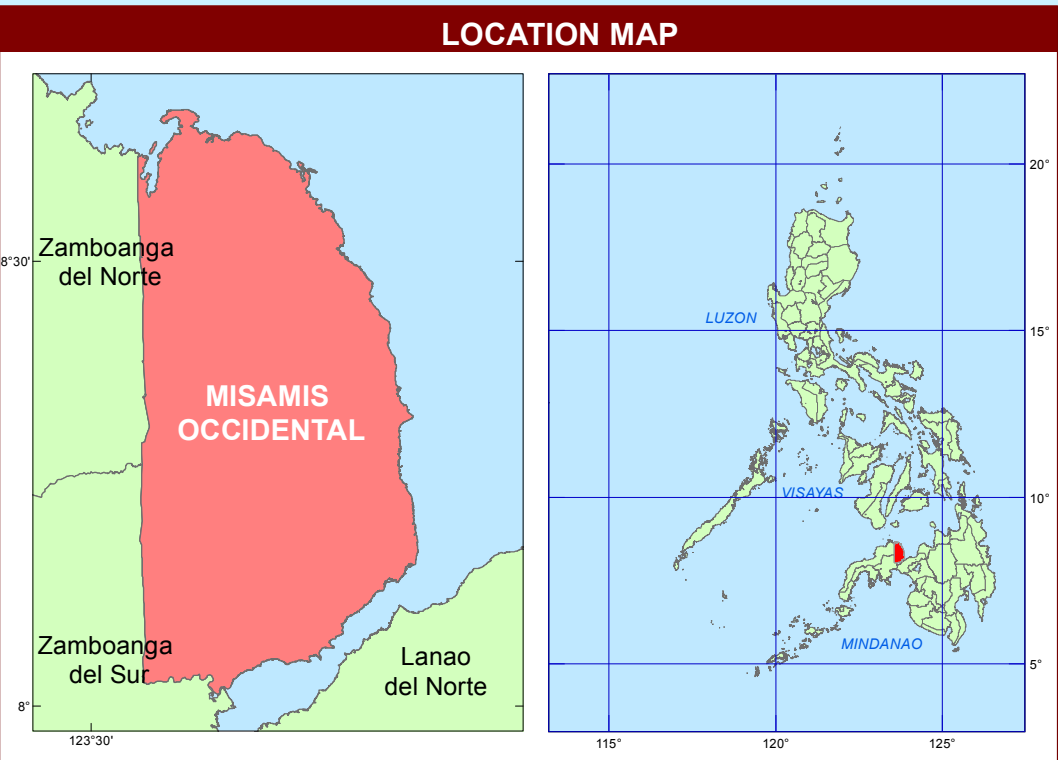 LOCATION MAP
Zamboanga
del Norte
8°30'
MISAMIS
OCCIDENTAL
Zamboanga
del Sur
Lanao
del Norte
8°
123°30'
20°
LUZON
15°
VISAYAS
10°
MINDANAO
5°
115°
120°
125°